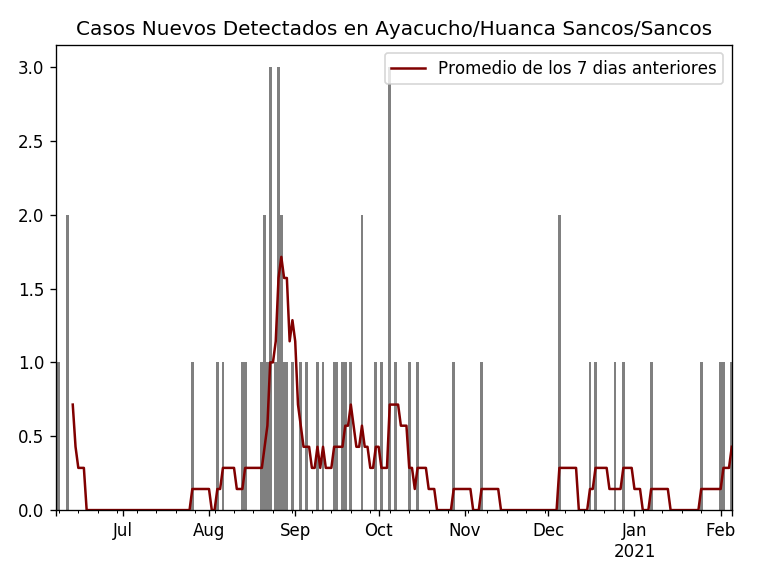 Casos Nuevos Detectados en Ayacucho/Huanca Sancos/Sancos
Promedio de los 7 dias anteriores
3.0
2.5
2.0
1.5
1.0
0.5
0.0
Jul Aug Sep Oct Nov Dec Jan Feb
2021